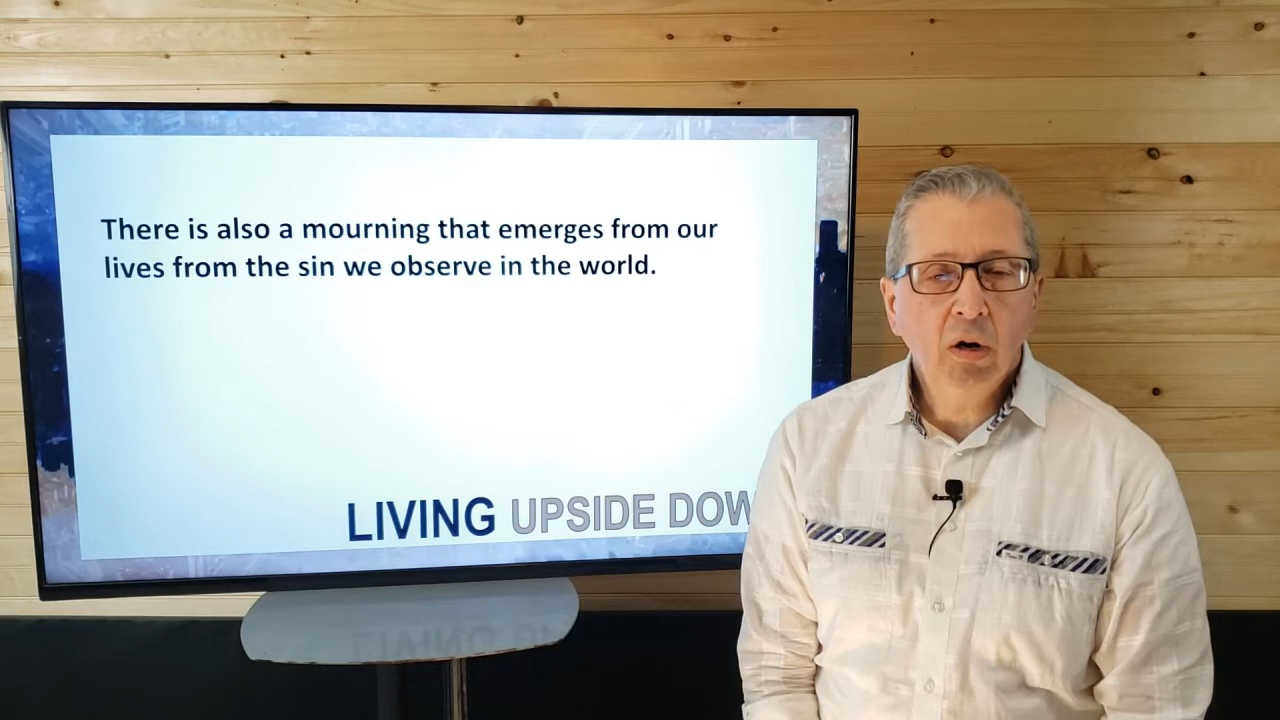 There is also a mourning that emerges from our
lives from the sin we observe in the world.
LIVING UPSIDE DOW